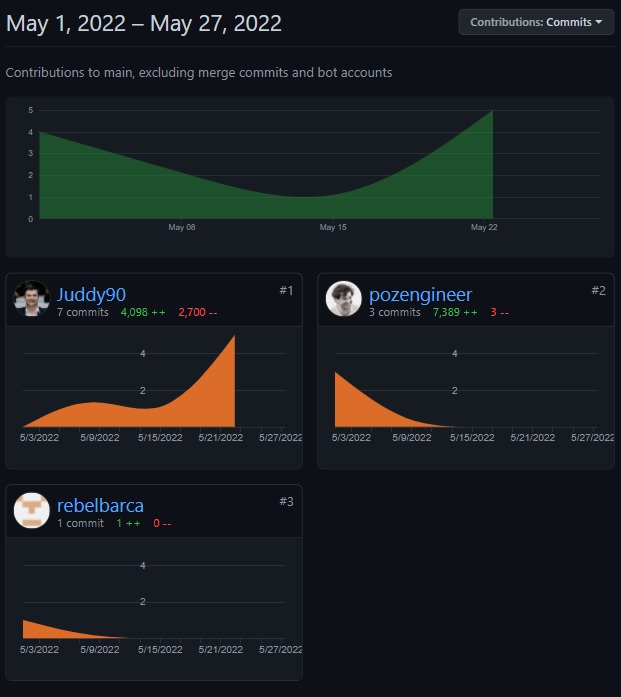 May 1, 2022 – May 27, 2022
Contributions: Commits
Contributions to main, excluding merge commits and bot accounts
5
4
3
2
1
0
May 08 May 15 May 22
Juddy90 #1
7 commits 4,098 ++ 2,700 --
4
2
5/3/2022 5/9/2022 5/15/2022 5/21/2022 5/27/2022
pozengineer #2
3 commits 7,389 ++ 3 --
4
2
5/3/2022 5/9/2022 5/15/2022 5/21/2022 5/27/2022
rebelbarca #3
1 commit 1 ++ 0 --
4
2
5/3/2022 5/9/2022 5/15/2022 5/21/2022 5/27/2022